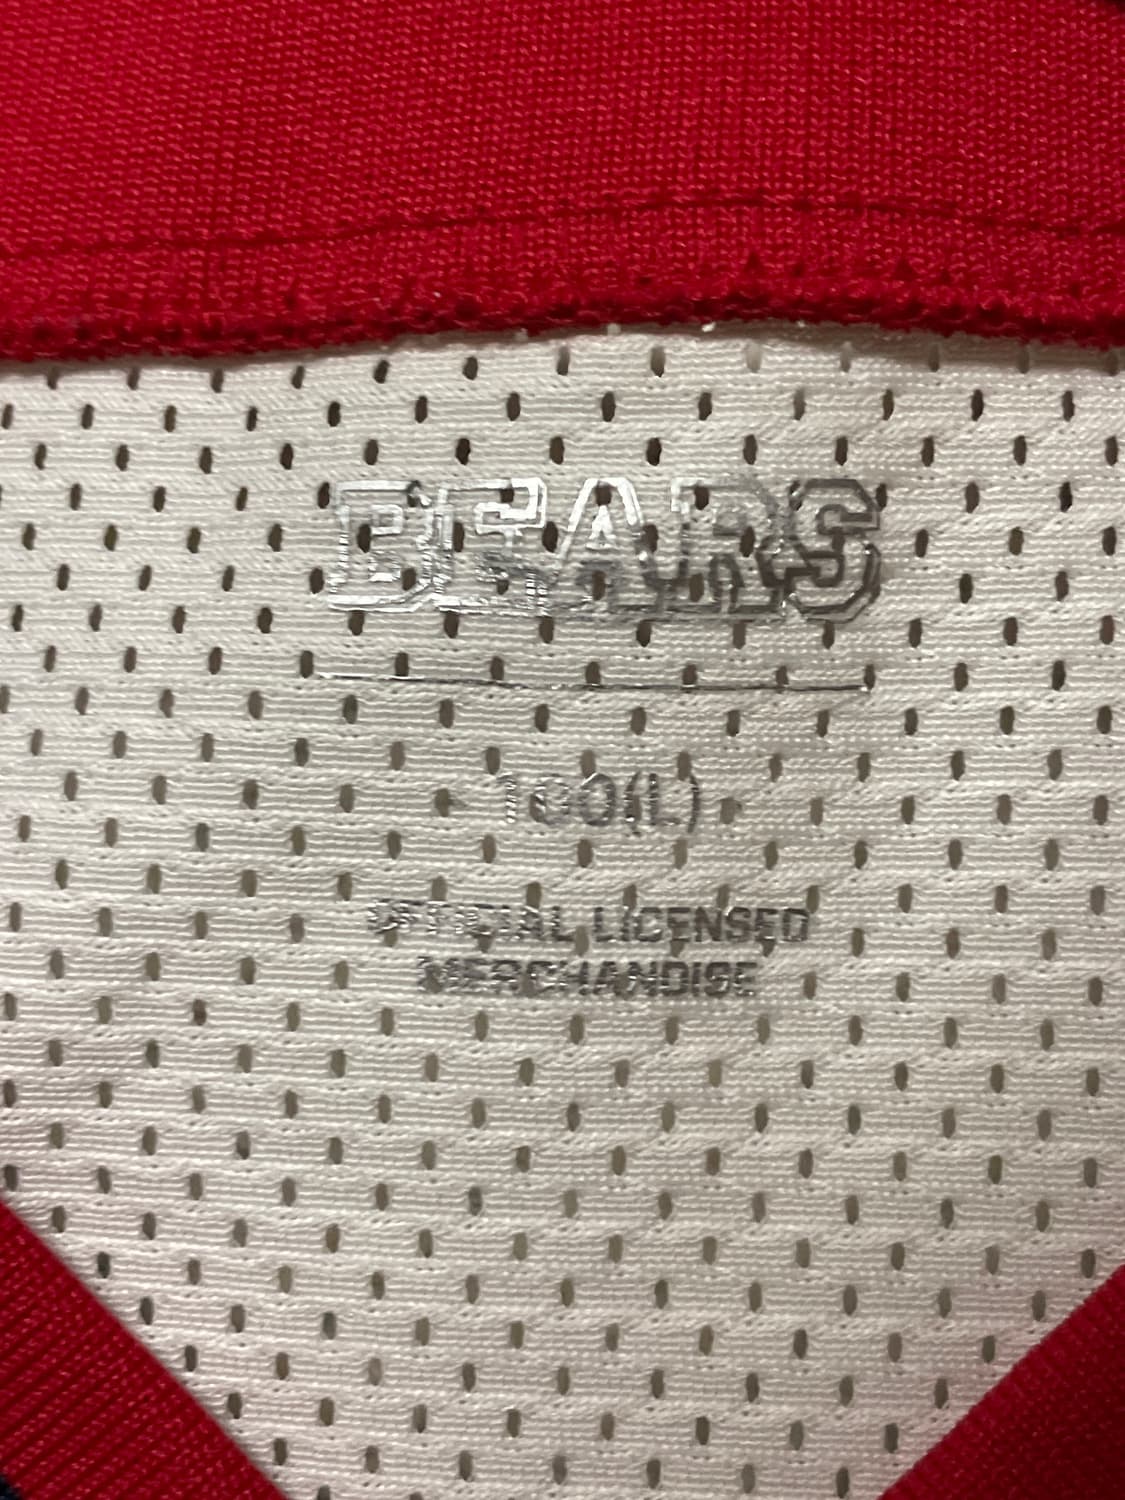 BEARS
100(L)
OFFICIAL LICENSED
MERCHANDISE